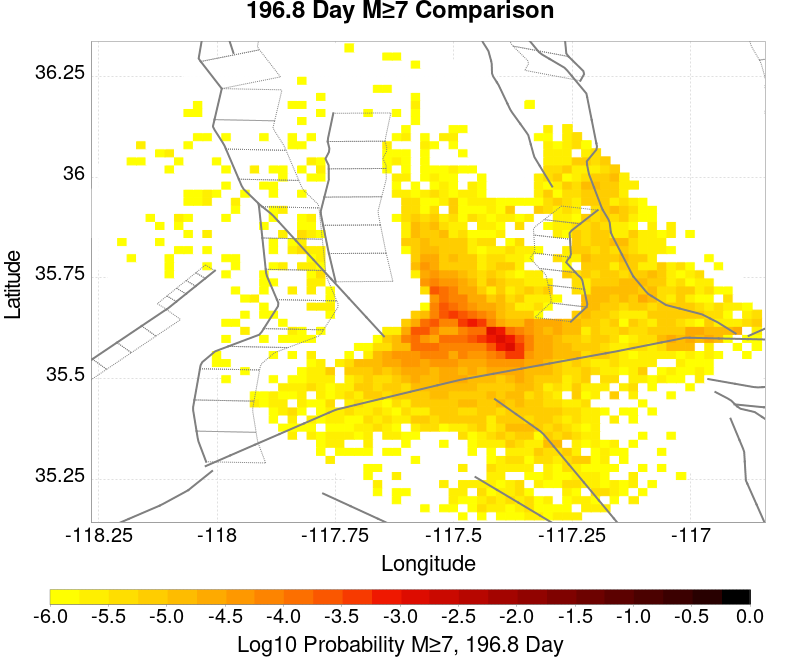 196.8 Day M≥7 Comparison
36.25
36
35.75
35.5
35.25
Latitude
-118.25 -118 -117.75 -117.5 -117.25 -117
Longitude
-6.0 -5.5 -5.0 -4.5 -4.0 -3.5 -3.0 -2.5 -2.0 -1.5 -1.0 -0.5 0.0
Log10 Probability M≥7, 196.8 Day